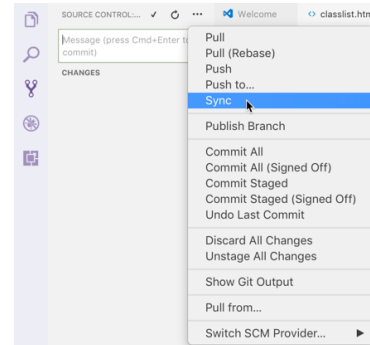 SOURCE CONTROL:... Welcome classlist.htm
Message (press Cmd+Enter to
commit)
CHANGES
Pull
Pull (Rebase)
Push
Push to...
Sync
Publish Branch
Commit All
Commit All (Signed Off)
Commit Staged
Commit Staged (Signed Off)
Undo Last Commit
Discard All Changes
Unstage All Changes
Show Git Output
Pull from...
Switch SCM Provider...